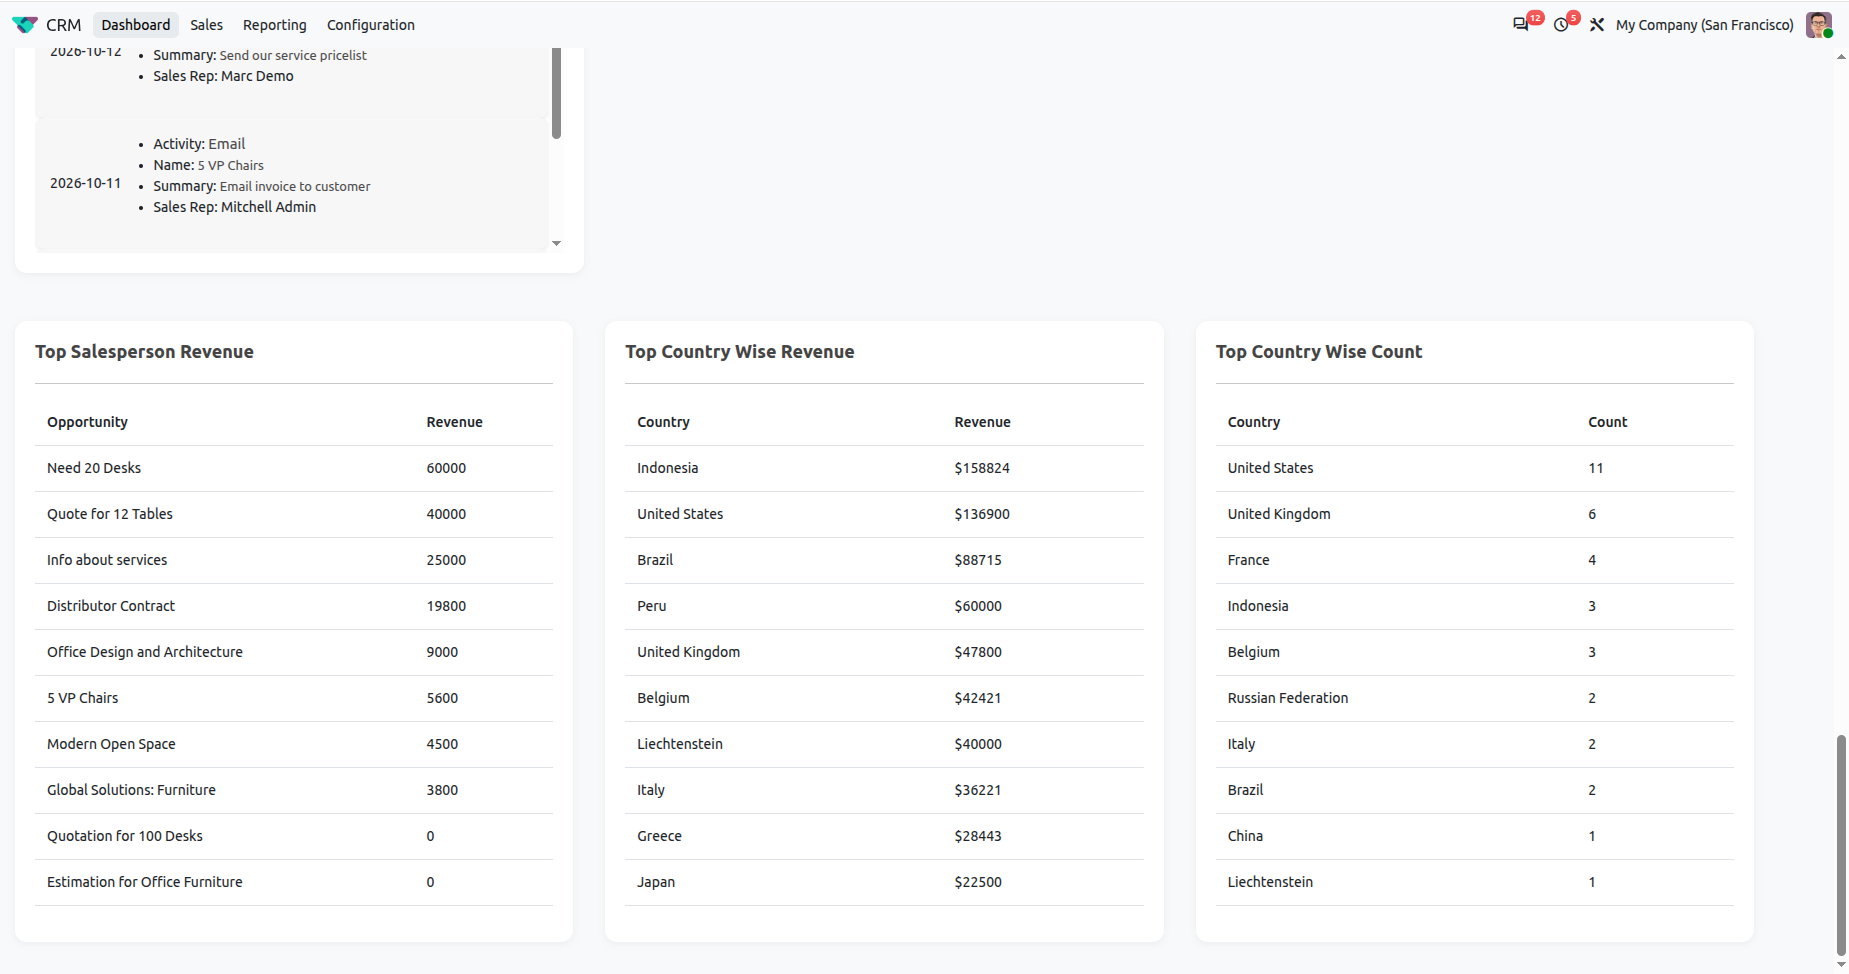 CRM Dashboard Sales Reporting Configuration 12 5 My Company (San Francisco)
2026-10-12
Summary: Send our service pricelist
Sales Rep: Marc Demo
2026-10-11
Activity: Email
Name: 5 VP Chairs
Summary: Email invoice to customer
Sales Rep: Mitchell Admin
Top Salesperson Revenue
Opportunity Revenue
Need 20 Desks 60000
Quote for 12 Tables 40000
Info about services 25000
Distributor Contract 19800
Office Design and Architecture 9000
5 VP Chairs 5600
Modern Open Space 4500
Global Solutions: Furniture 3800
Quotation for 100 Desks 0
Estimation for Office Furniture 0
Top Country Wise Revenue
Country Revenue
Indonesia $158824
United States $136900
Brazil $88715
Peru $60000
United Kingdom $47800
Belgium $42421
Liechtenstein $40000
Italy $36221
Greece $28443
Japan $22500
Top Country Wise Count
Country Count
United States 11
United Kingdom 6
France 4
Indonesia 3
Belgium 3
Russian Federation 2
Italy 2
Brazil 2
China 1
Liechtenstein 1